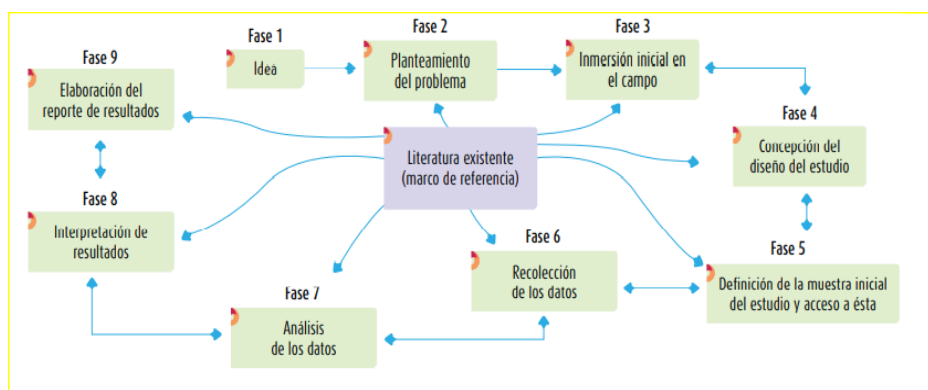 Fase 1
Idea
Fase 2
Planteamiento
del problema
Fase 3
Inmersión inicial en
el campo
Fase 4
Concepción del
diseño del estudio
Fase 5
Definición de la muestra inicial
del estudio y acceso a ésta
Fase 6
Recolección
de los datos
Fase 7
Análisis
de los datos
Fase 8
Interpretación de
resultados
Fase 9
Elaboración del
reporte de resultados
Literatura existente
(marco de referencia)